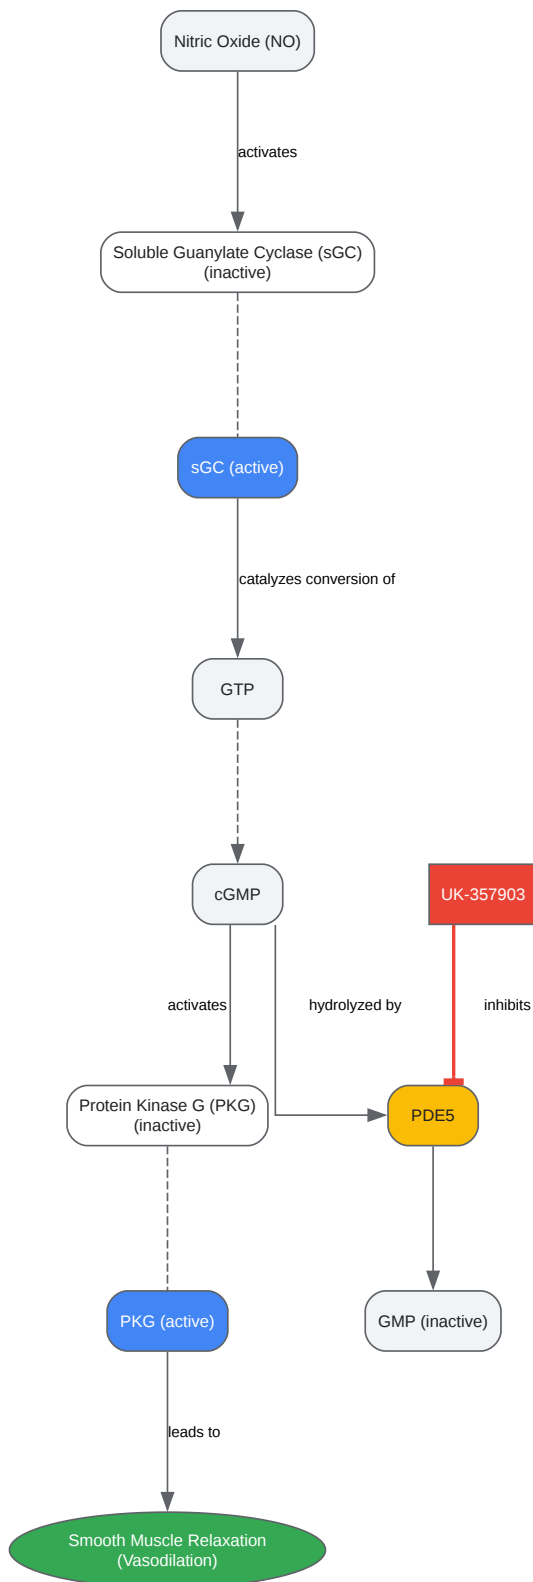 Nitric Oxide (NO)
activates
Soluble Guanylate Cyclase (sGC)
(inactive)
sGC (active)
catalyzes conversion of
GTP
cGMP
UK-357903
activates
hydrolyzed by
inhibits
Protein Kinase G (PKG)
(inactive)
PDE5
PKG (active)
GMP (inactive)
leads to
Smooth Muscle Relaxation
(Vasodilation)